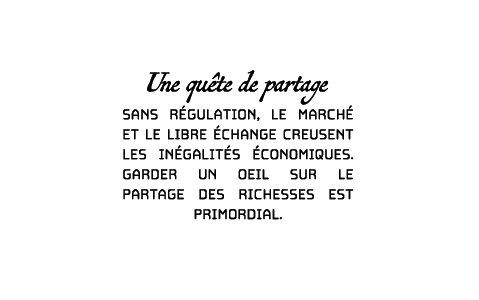 Une quête de partage
SANS RÉGULATION, LE MARCHÉ
ET LE LIBRE ÉCHANGE CREUSENT
LES INÉGALITÉS ÉCONOMIQUES.
GARDER UN OEIL SUR LE
PARTAGE DES RICHESSES EST
PRIMORDIAL.